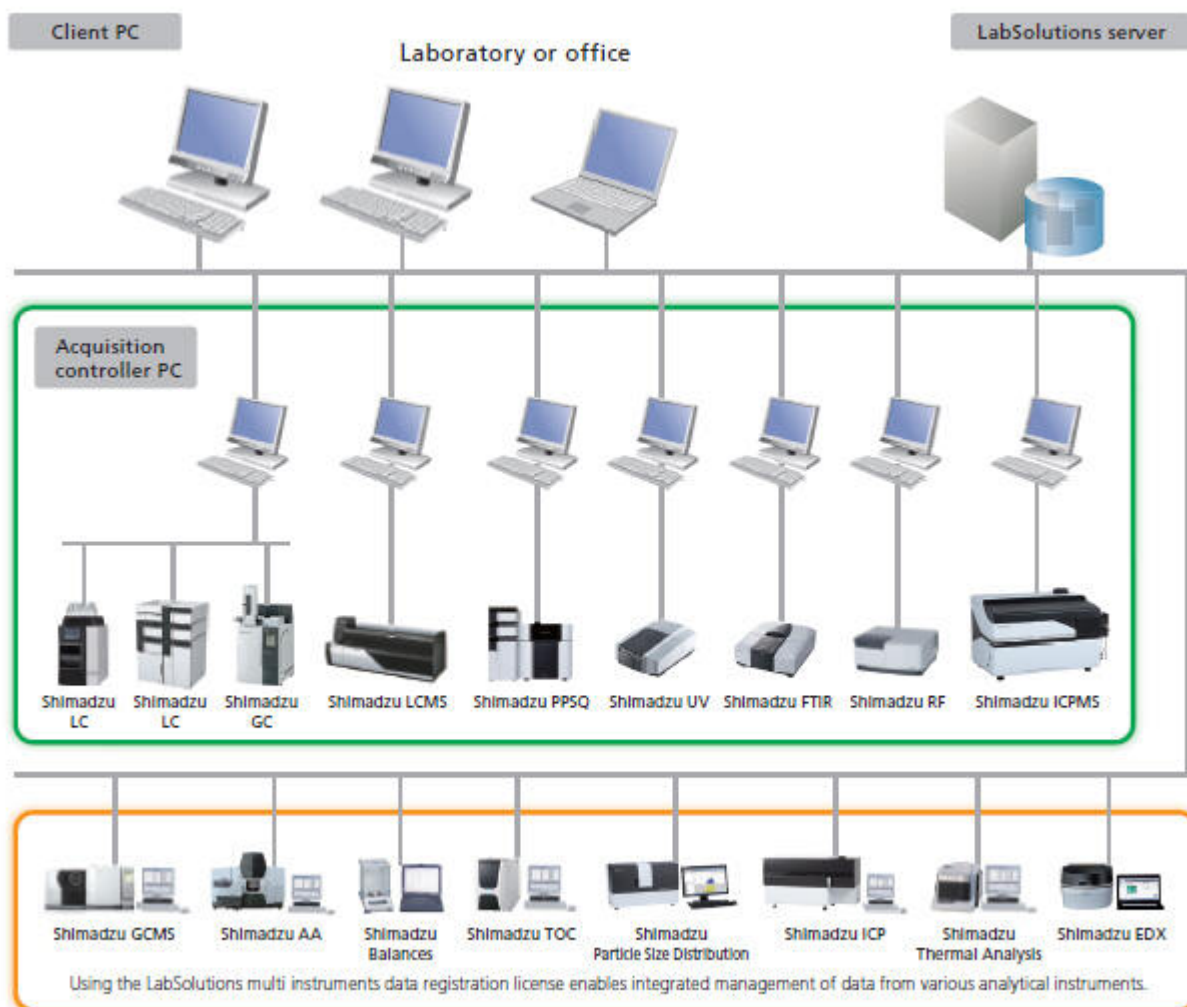 Client PC
Laboratory or office
LabSolutions server
Acquisition
controller PC
Shimadzu
LC
Shimadzu
LC
Shimadzu
GC
Shimadzu LCMS
Shimadzu PPSQ
Shimadzu UV
Shimadzu FTIR
Shimadzu RF
Shimadzu ICPMS
Shimadzu GCMS
Shimadzu AA
Shimadzu
Balances
Shimadzu TOC
Shimadzu
Particle Size Distribution
Shimadzu ICP
Shimadzu
Thermal Analysis
Shimadzu EDX
Using the LabSolutions multi instruments data registration license enables integrated management of data from various analytical instruments.